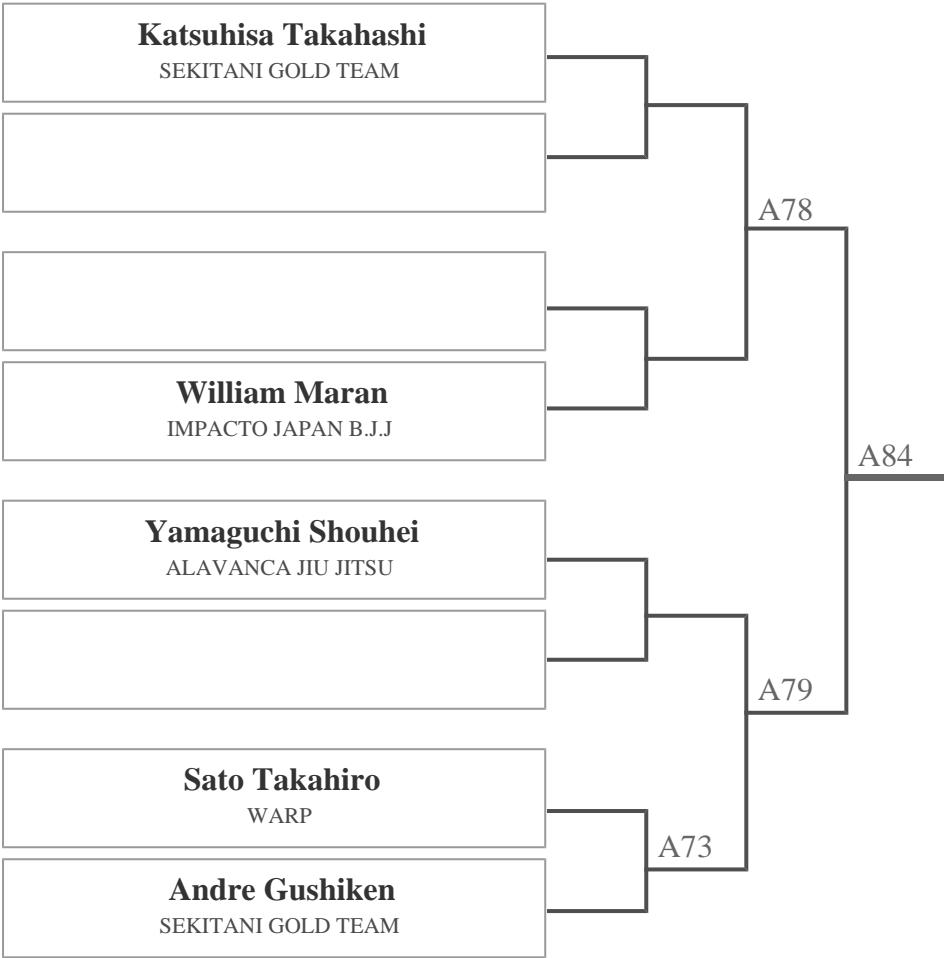 Katsuhisa Takahashi
SEKITANI GOLD TEAM
A78
William Maran
IMPACTO JAPAN B.J.J
A84
Yamaguchi Shouhei
ALAVANCA JIU JITSU
A79
Sato Takahiro
WARP
A73
Andre Gushiken
SEKITANI GOLD TEAM